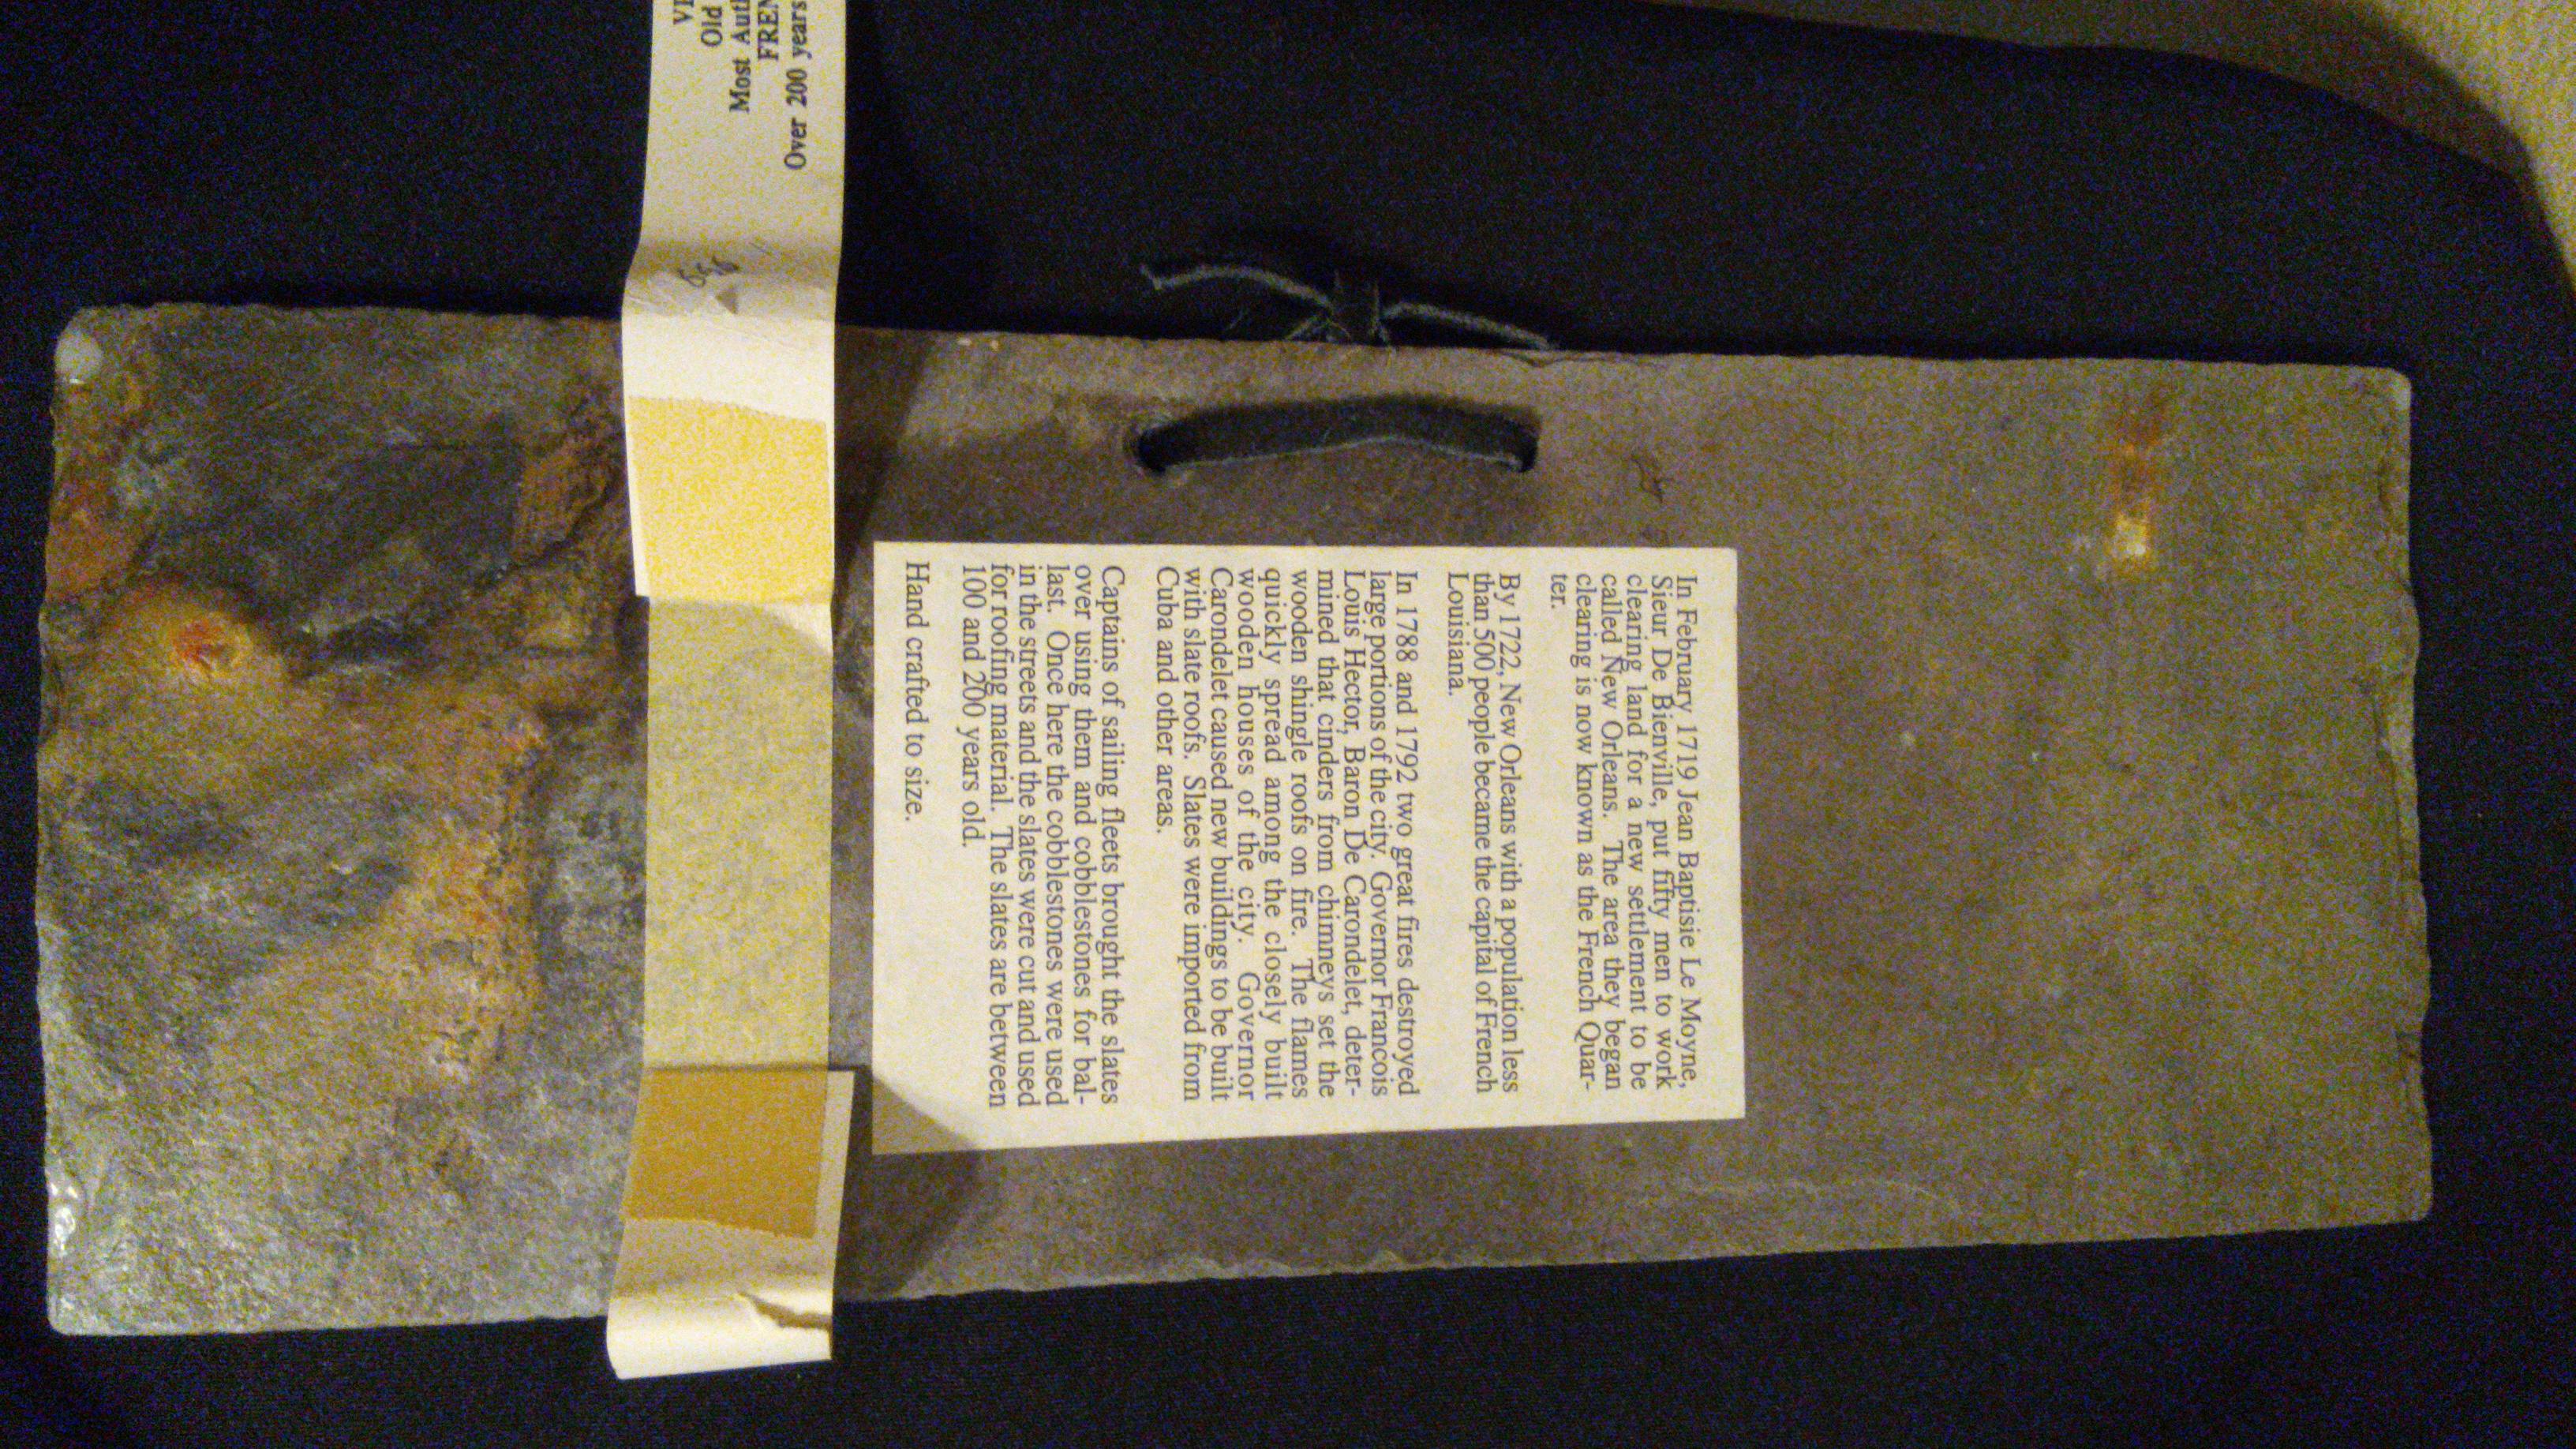 In February 1719 Jean Baptisie Le Moyne,
Sieur De Bienville, put fifty men to work
clearing land for a new settlement to be
called New Orleans. The area they began
clearing is now known as the French Quar-
ter.
By 1722, New Orleans with a population less
than 500 people became the capital of French
Louisiana.
In 1788 and 1792 two great fires destroyed
large portions of the city. Governor Francois
Louis Hector, Baron De Carondelet, deter-
mined that cinders from chimneys set the
wooden shingle roofs on fire. The flames
quickly spread among the closely built
wooden houses of the city. Governor
Carondelet caused new buildings to be built
with slate roofs. Slates were imported from
Cuba and other areas.
Captains of sailing fleets brought the slates
over using them and cobblestones for bal-
last. Once here the cobblestones were used
in the streets and the slates were cut and used
for roofing material. The slates are between
100 and 200 years old.
Hand crafted to size.
Old
Most
Over 200 years